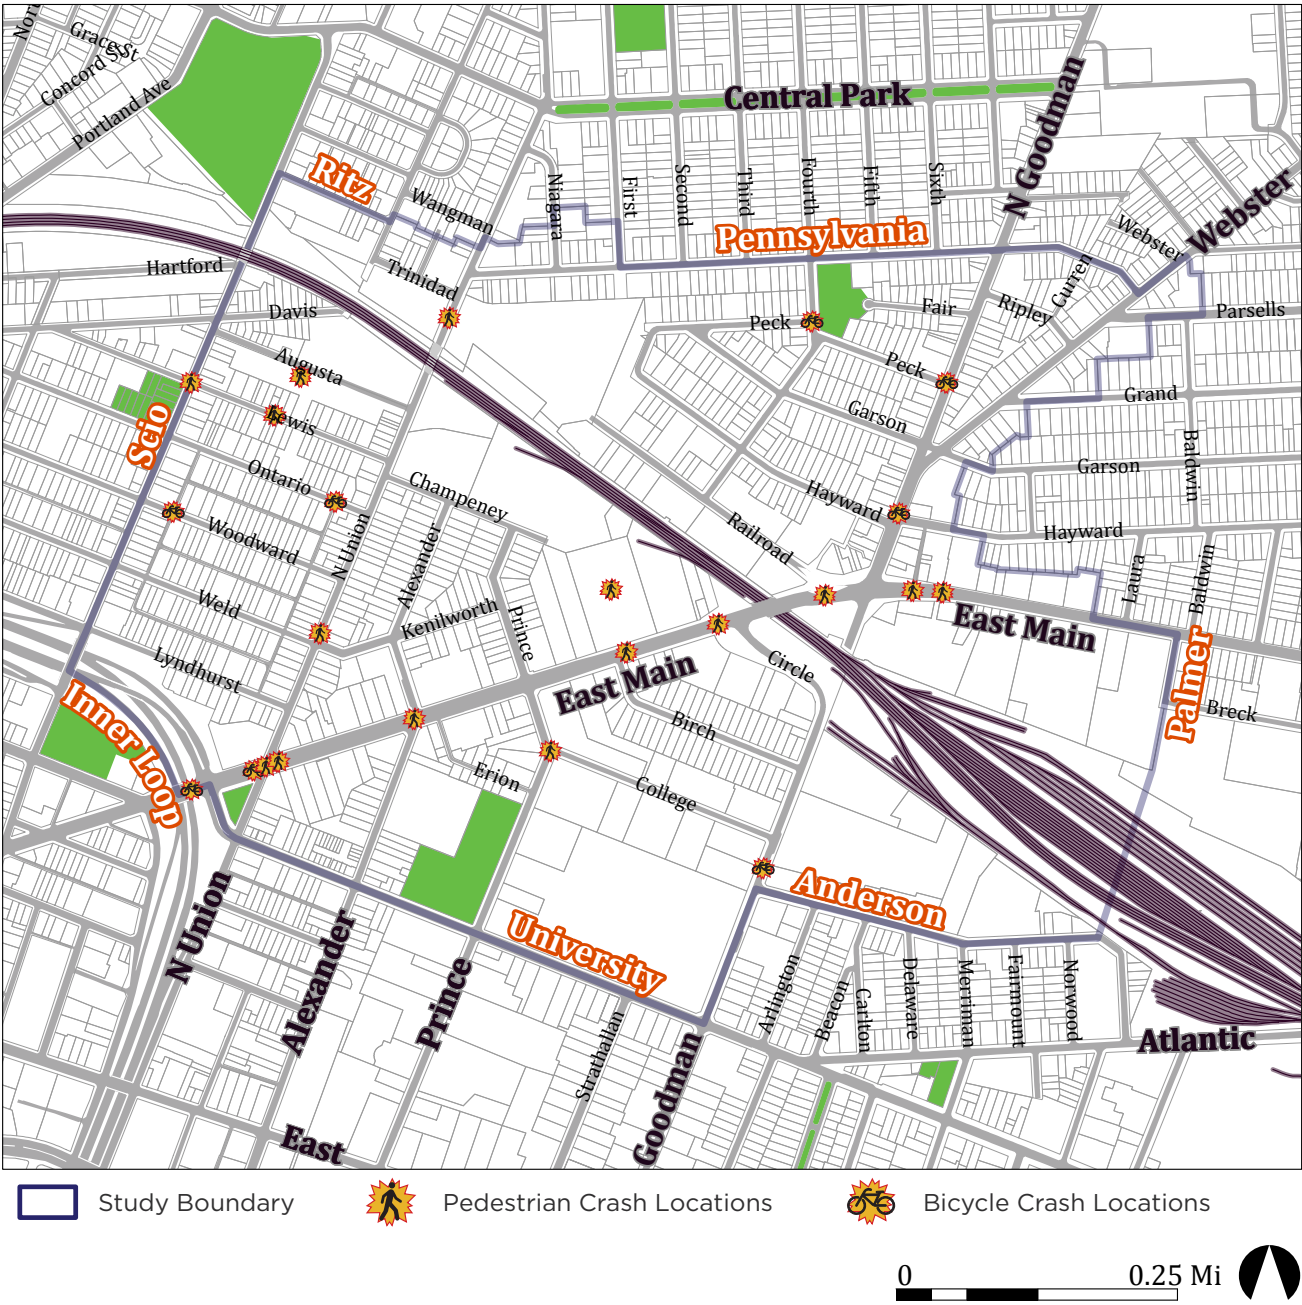 Nor
Grace St
St
Concord St
Portland Ave
Central Park
N Goodman
Ritz
Wangman
Niagara
First
Second
Third
Fourth
Fifth
Sixth
Pennsylvania
Webster
Webster
Hartford
Trinidad
Curren
Davis
Peck
Fair
Ripley
Parsells
Augusta
Peck
Grand
Scio
Lewis
Garson
Baldwin
Ontario
Champeney
Garson
Hayward
Woodward
N Union
Railroad
Hayward
Alexander
Laura
Baldwin
Weld
Kenilworth
Prince
East Main
Lyndhurst
Circle
East Main
Palmer
Inner Loop
Birch
Breck
Erion
College
Anderson
University
N Union
Alexander
Prince
Arlington
Beacon
Carlton
Delaware
Merriman
Fairmount
Norwood
Strathallan
Goodman
Atlantic
East
Study Boundary
Pedestrian Crash Locations
Bicycle Crash Locations
0
0.25 Mi